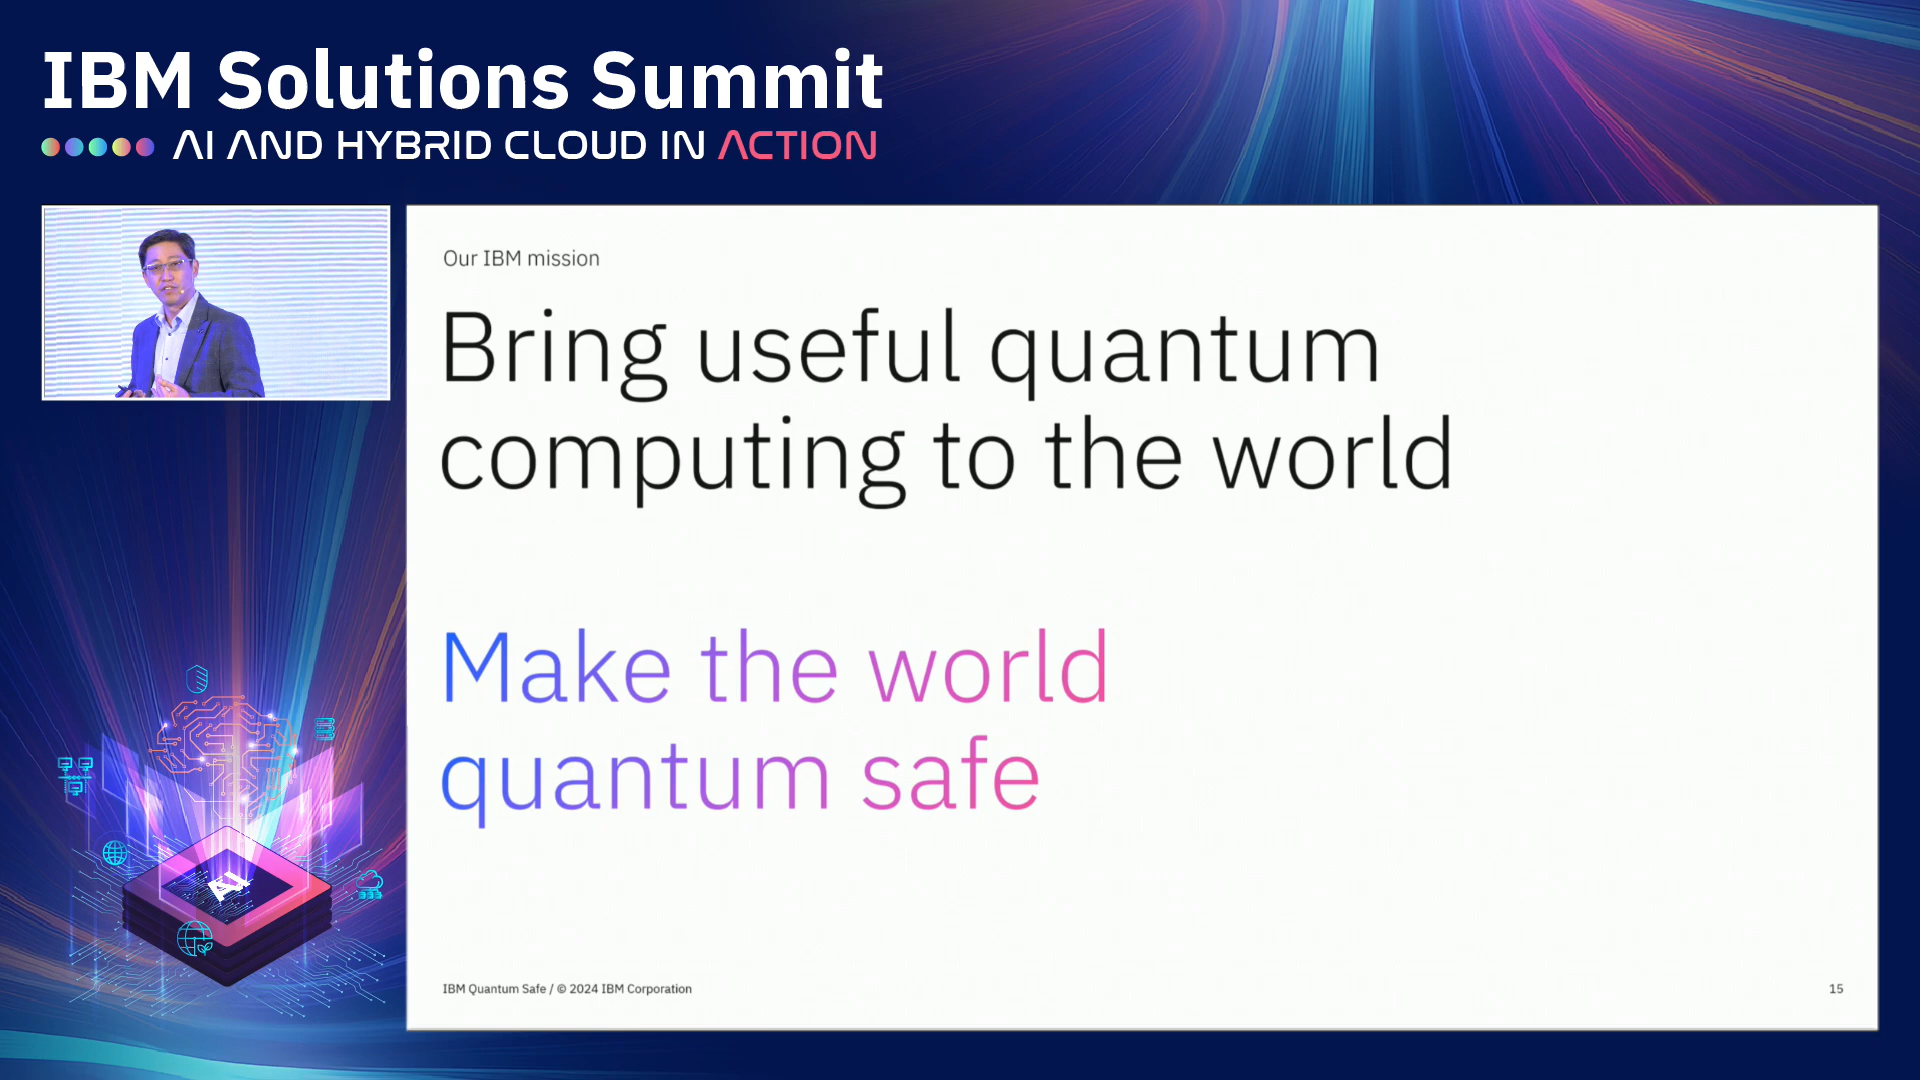 IBM Solutions Summit
AI AND HYBRID CLOUD IN ACTION
Our IBM mission
Bring useful quantum
computing to the world
Make the world
quantum safe
IBM Quantum Safe / © 2024 IBM Corporation
15
AI